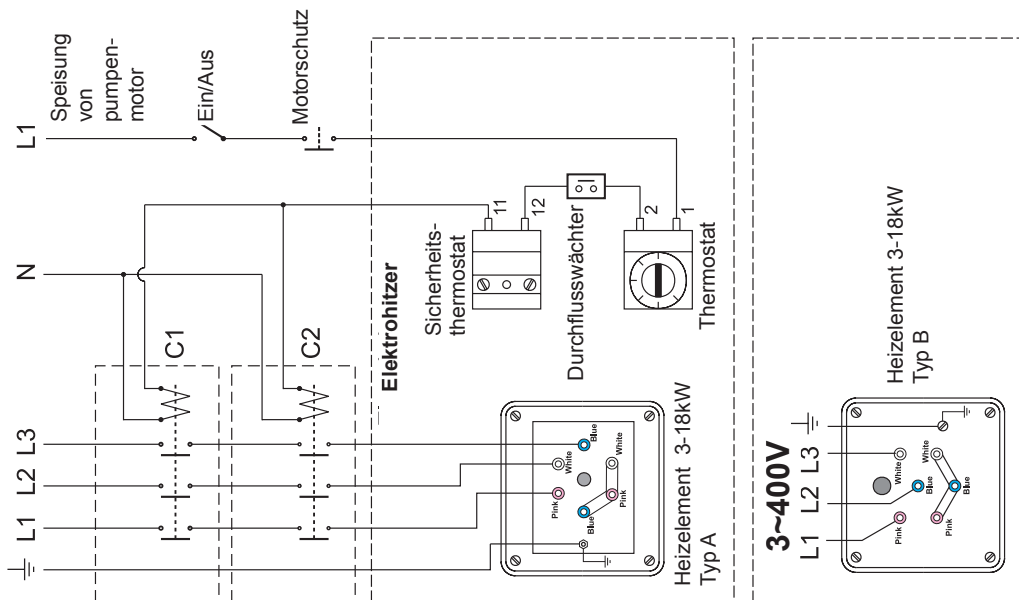 L1
Speisung
von
pumpen-
motor
Ein/Aus
Motorschutz
N
L3
L2
L1
C1
C2
Elektrohitzer
Sicherheits-
thermostat
11
12
Durchflusswächter
2
1
Thermostat
Blue
White
Pink
White
Pink
Blue
Heizelement 3-18kW
Typ A
3~400V
L1 L2 L3
White
Blue
Pink
White
Blue
Pink
Heizelement 3-18kW
Typ B